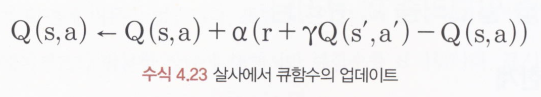 Q(s,a) ← Q(s,a) + α(r + γQ(s′,a′) − Q(s,a))
수식 4.23 살사에서 큐함수의 업데이트